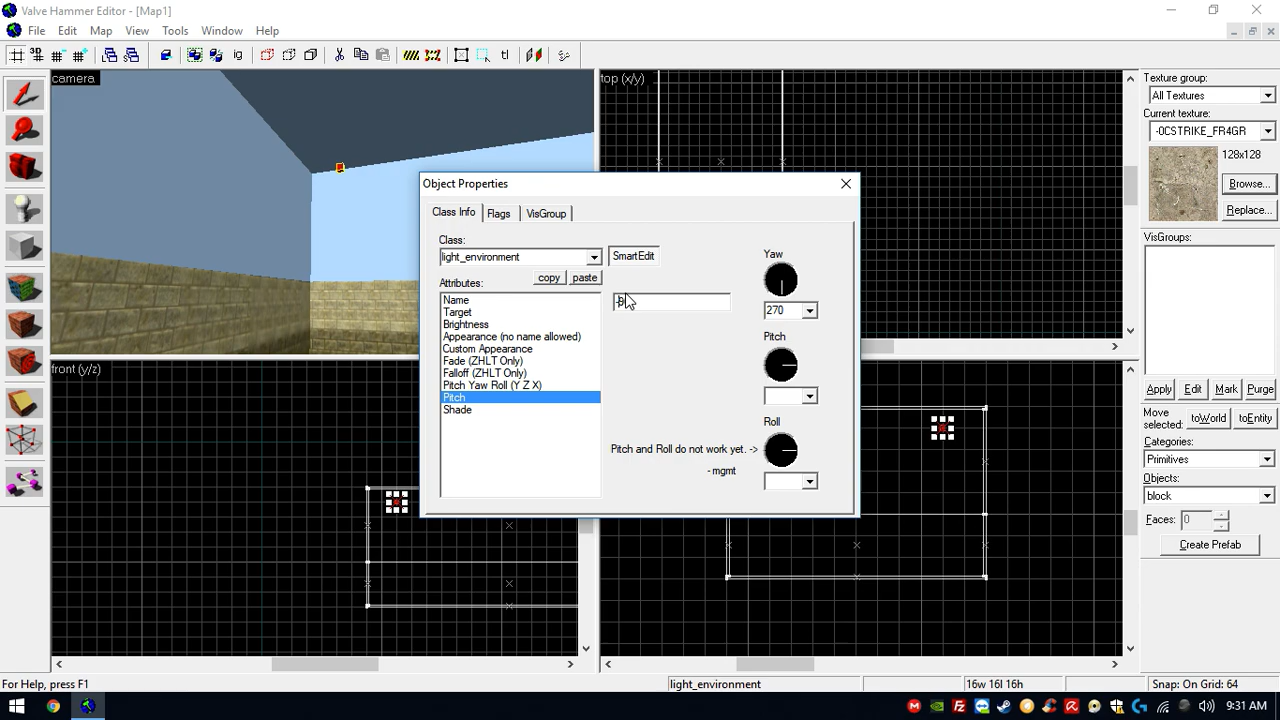 Valve Hammer Editor - [Map1]
File Edit Map View Tools Window Help
camera
top (x/y)
front (y/z)
Object Properties
Class Info Flags VisGroup
Class:
light_environment
SmartEdit
copy paste
Attributes:
Name
Target
Brightness
Appearance (no name allowed)
Custom Appearance
Fade (ZHLT Only)
Falloff (ZHLT Only)
Pitch Yaw Roll (Y Z X)
Pitch
Shade
Yaw
270
Pitch
Roll
Pitch and Roll do not work yet. ->
- mgmt
Texture group:
All Textures
Current texture:
-0CSTRIKE_FR4GR
128x128
Browse...
Replace...
VisGroups:
Apply Edit Mark Purge
Move selected:
toWorld toEntity
Categories:
Primitives
Objects:
block
Faces: 0
Create Prefab
For Help, press F1
light_environment
16w 16l 16h
Snap: On Grid: 64
9:31 AM